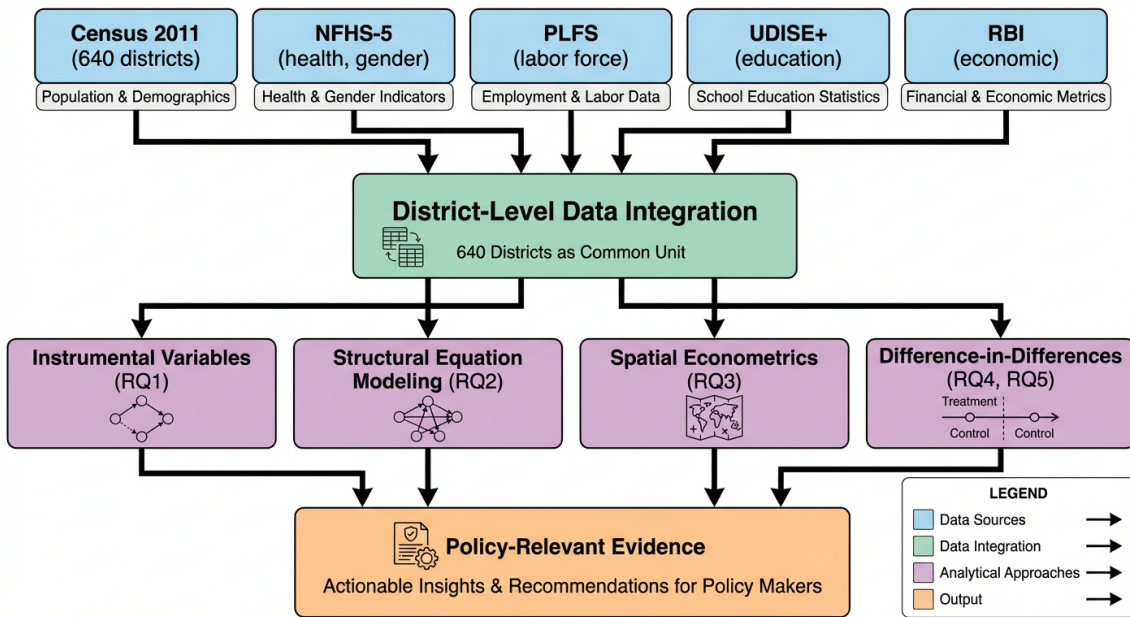 Census 2011
(640 districts)
Population & Demographics
NFHS-5
(health, gender)
Health & Gender Indicators
PLFS
(labor force)
Employment & Labor Data
UDISE+
(education)
School Education Statistics
RBI
(economic)
Financial & Economic Metrics
District-Level Data Integration
640 Districts as Common Unit
Instrumental Variables
(RQ1)
Structural Equation
Modeling (RQ2)
Spatial Econometrics
(RQ3)
Difference-in-Differences
(RQ4, RQ5)
Treatment
Control
Control
Policy-Relevant Evidence
Actionable Insights & Recommendations for Policy Makers
LEGEND
Data Sources
Data Integration
Analytical Approaches
Output